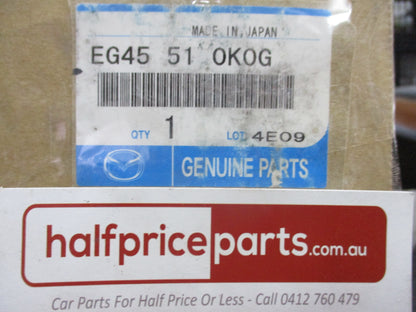 MADE IN JAPAN
EG45 51 0K0G
QTY 1 LOT 4E09
GENUINE PARTS
halfpriceparts.com.au
Car Parts For Half Price Or Less - Call 0412 760 479